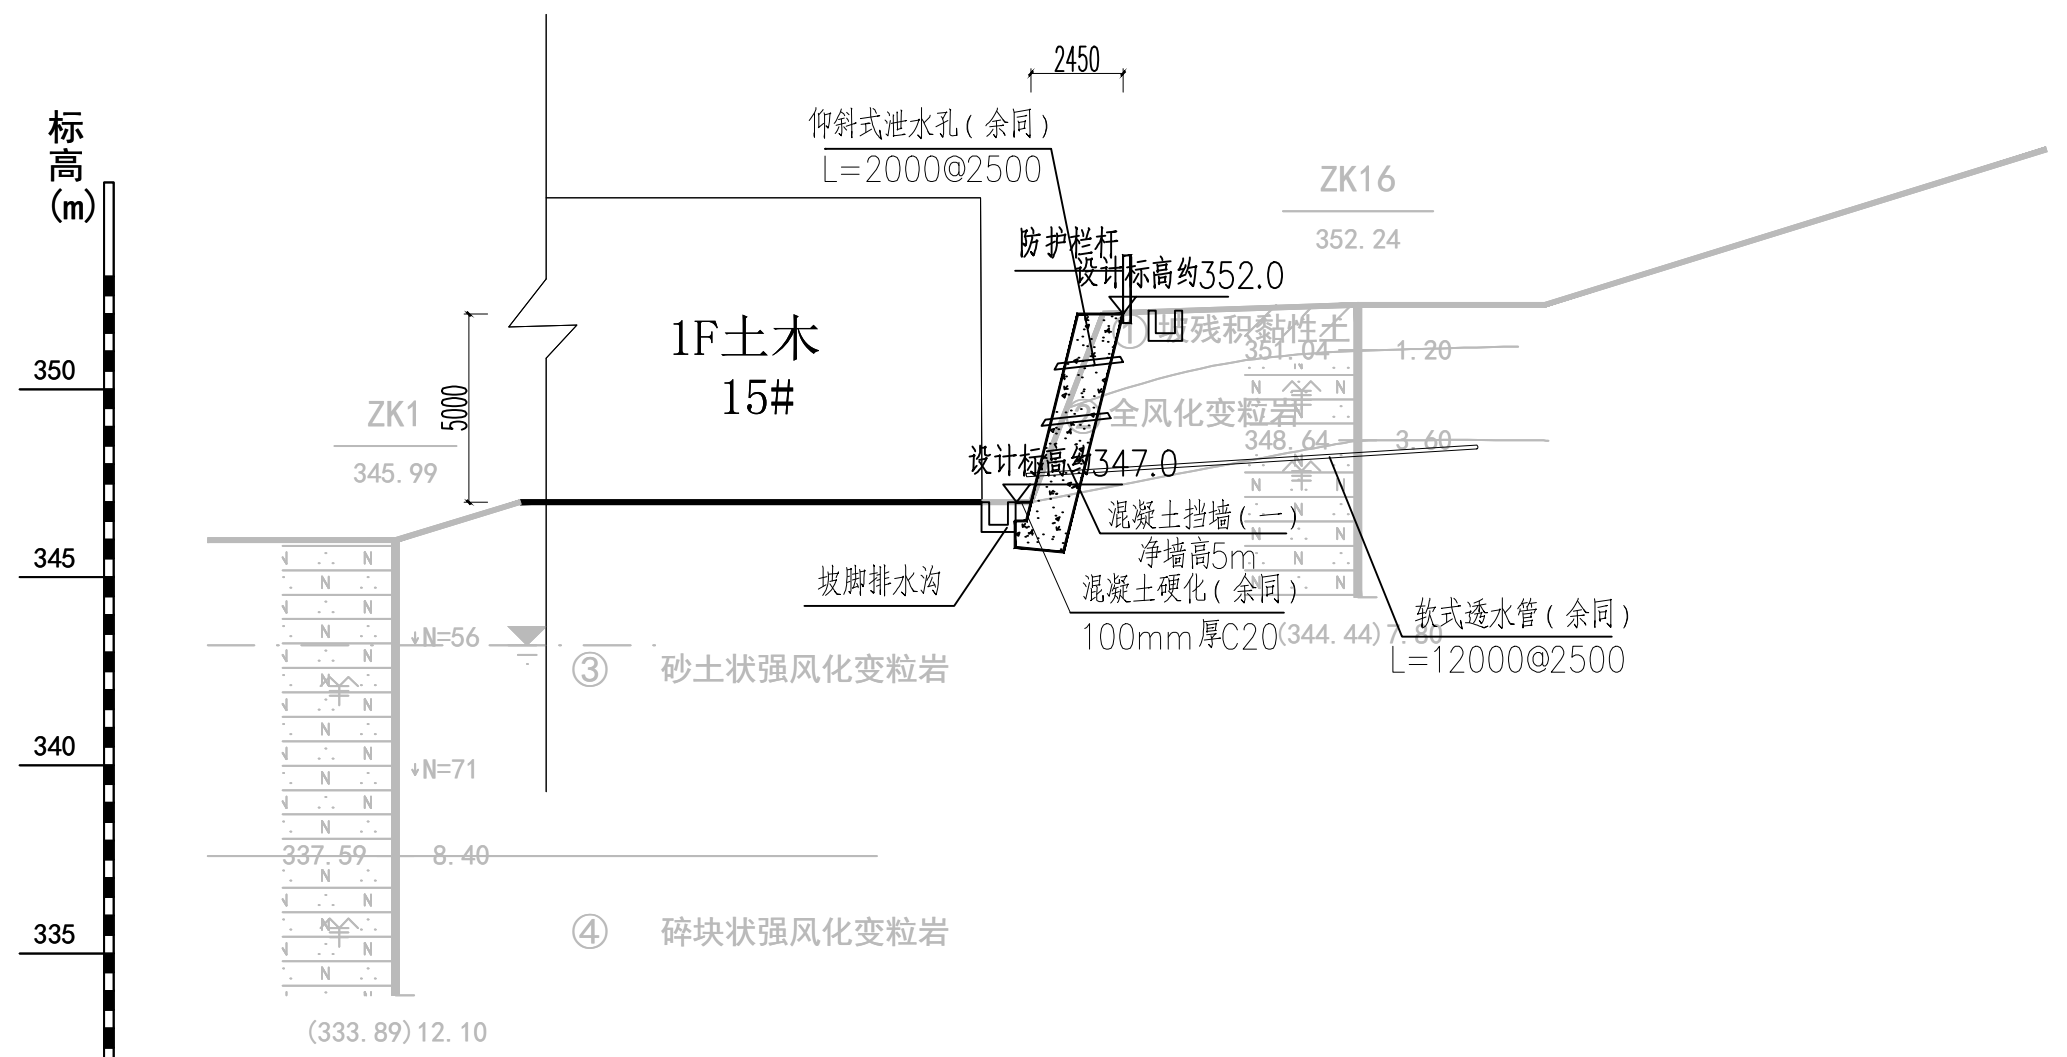 2450
标
高
(m)
仰斜式泄水孔(余同)
L=2000@2500
ZK16
352.24
防护栏杆
设计标高约352.0
1F土木
15#
① 坡残积黏性土
351.04
1.20
350
ZK1
345.99
5000
② 全风化变粒岩
348.64
3.60
设计标高约347.0
混凝土挡墙(一)
净墙高5m
345
坡脚排水沟
混凝土硬化(余同)
100mm厚C20
软式透水管(余同)
L=12000@2500
(344.44)7.80
N=56
③ 砂土状强风化变粒岩
340
N=71
337.59
8.40
335
④ 碎块状强风化变粒岩
(333.89)12.10